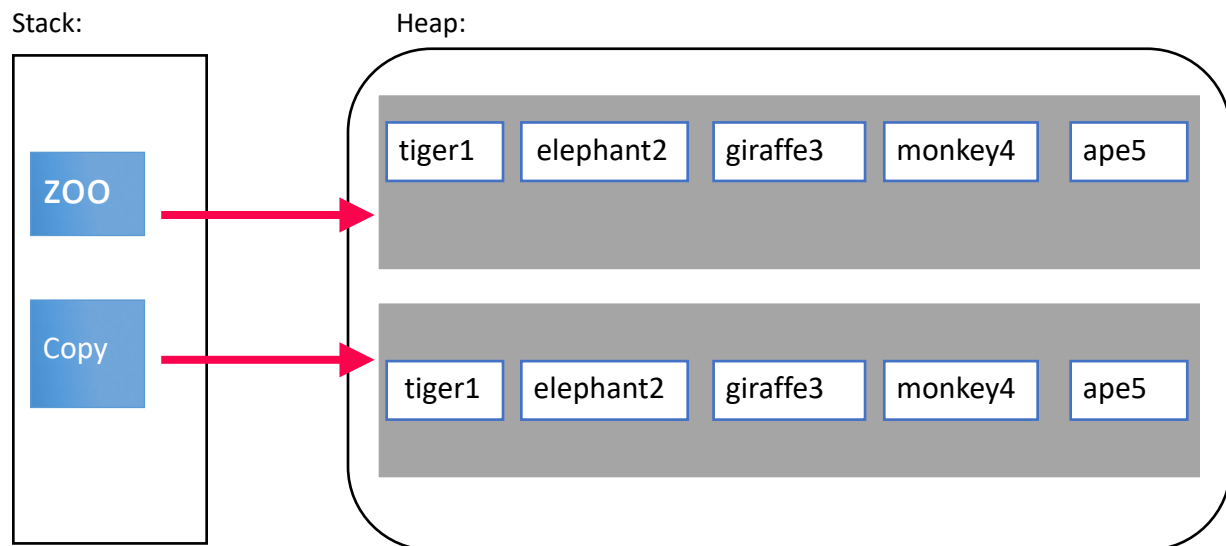 Stack:
Heap:
ZOO
tiger1 elephant2 giraffe3 monkey4 ape5
Copy
tiger1 elephant2 giraffe3 monkey4 ape5